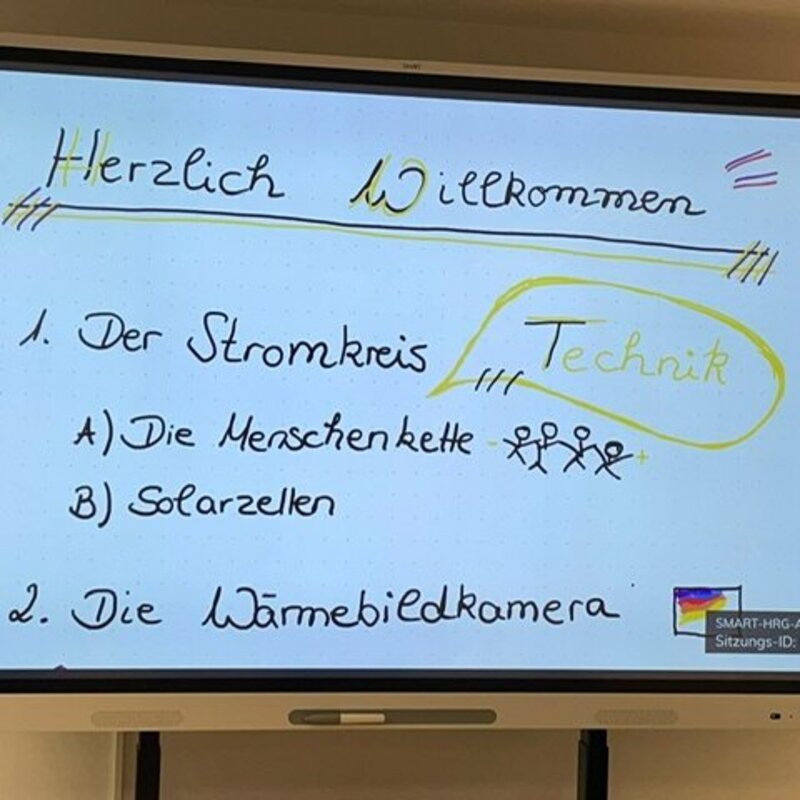 Herzlich Willkommen
1. Der Stromkreis
Technik
A) Die Menschenkette - +
B) Solarzellen
2. Die Wärmebildkamera
SMART-HRG-A
Sitzungs-ID: